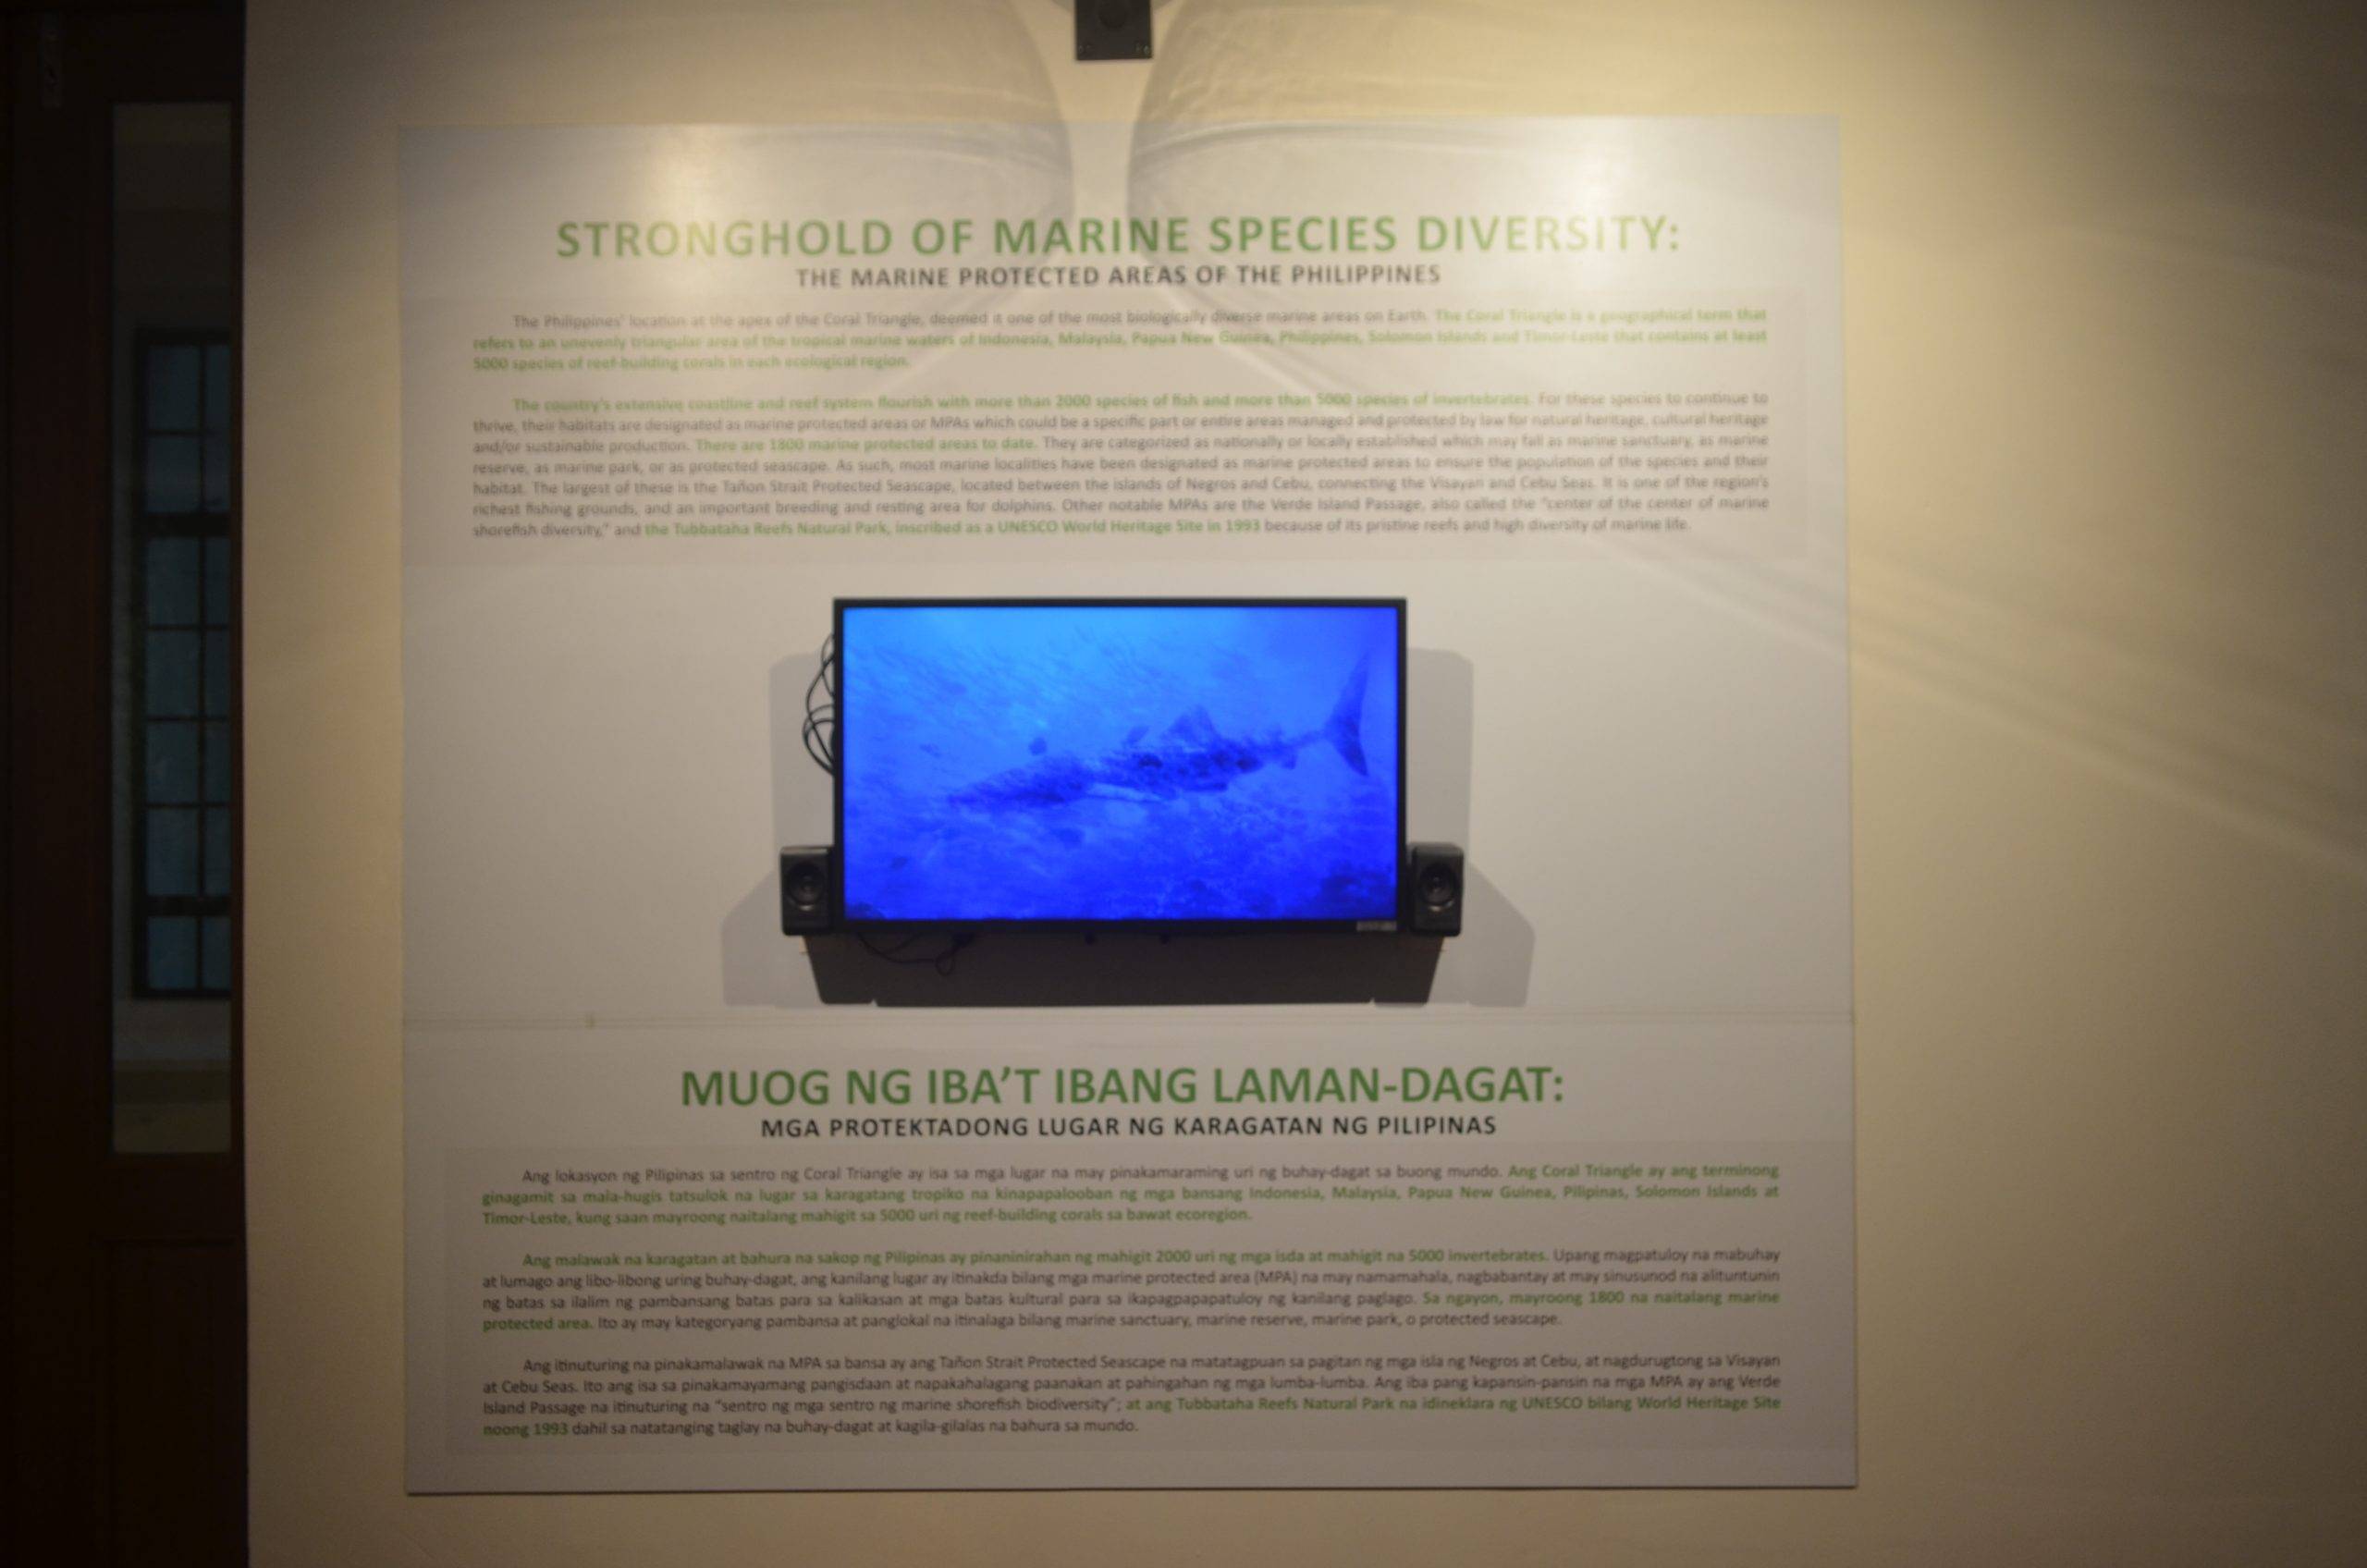 STRONGHOLD OF MARINE SPECIES DIVERSITY:
THE MARINE PROTECTED AREAS OF THE PHILIPPINES
The Philippines' location at the apex of the Coral Triangle, deemed it one of the most biologically diverse marine areas on Earth. The Coral Triangle is a geographical term that
refers to an unevenly triangular area of the tropical marine waters of Indonesia, Malaysia, Papua New Guinea, Philippines, Solomon Islands and Timor-Leste that contains at least
5000 species of reef-building corals in each ecological region.
The country's extensive coastline and reef system flourish with more than 2000 species of fish and more than 5000 species of invertebrates. For these species to continue to
thrive, their habitats are designated as marine protected areas or MPAs which could be a specific part or entire areas managed and protected by law for natural heritage, cultural heritage
and/or sustainable production. There are 1800 marine protected areas to date. They are categorized as nationally or locally established which may fall as marine sanctuary, as marine
reserve, as marine park, or as protected seascape. As such, most marine localities have been designated as marine protected areas to ensure the population of the species and their
habitat. The largest of these is the Tañon Strait Protected Seascape, located between the islands of Negros and Cebu, connecting the Visayan and Cebu Seas. It is one of the region's
richest fishing grounds, and an important breeding and resting area for dolphins. Other notable MPAs are the Verde Island Passage, also called the "center of the center of marine
shorefish diversity," and the Tubbataha Reefs Natural Park, inscribed as a UNESCO World Heritage Site in 1993 because of its pristine reefs and high diversity of marine life.
MUOG NG IBA'T IBANG LAMAN-DAGAT:
MGA PROTEKTADONG LUGAR NG KARAGATAN NG PILIPINAS
Ang lokasyon ng Pilipinas sa sentro ng Coral Triangle ay isa sa mga lugar na may pinakamaraming uri ng buhay-dagat sa buong mundo. Ang Coral Triangle ay ang terminong
ginagamit sa mala-hugis tatsulok na lugar sa karagatang tropiko na kinapapalooban ng mga bansang Indonesia, Malaysia, Papua New Guinea, Pilipinas, Solomon Islands at
Timor-Leste, kung saan mayroong naitalang mahigit sa 5000 uri ng reef-building corals sa bawat ecoregion.
Ang malawak na karagatan at bahura na sakop ng Pilipinas ay pinaninirahan ng mahigit 2000 uri ng mga isda at mahigit na 5000 invertebrates. Upang magpatuloy na mabuhay
at lumago ang libo-libong uring buhay-dagat, ang kanilang lugar ay itinakda bilang mga marine protected area (MPA) na may namamahala, nagbabantay at may sinusunod na alituntunin
ng batas sa ilalim ng pambansang batas para sa kalikasan at mga batas kultural para sa ikapagpapapatuloy ng kanilang paglago. Sa ngayon, mayroong 1800 na naitalang marine
protected area. Ito ay may kategoryang pambansa at panglokal na itinalaga bilang marine sanctuary, marine reserve, marine park, o protected seascape.
Ang itinuturing na pinakamalawak na MPA sa bansa ay ang Tañon Strait Protected Seascape na matatagpuan sa pagitan ng mga isla ng Negros at Cebu, at nagdurugtong sa Visayan
at Cebu Seas. Ito ang isa sa pinakamayamang pangisdaan at napakahalagang paanakan at pahingahan ng mga lumba-lumba. Ang iba pang kapansin-pansin na mga MPA ay ang Verde
Island Passage na itinuturing na "sentro ng mga sentro ng marine shorefish biodiversity"; at ang Tubbataha Reefs Natural Park na idineklara ng UNESCO bilang World Heritage Site
noong 1993 dahil sa natatanging taglay na buhay-dagat at kagila-gilalas na bahura sa mundo.